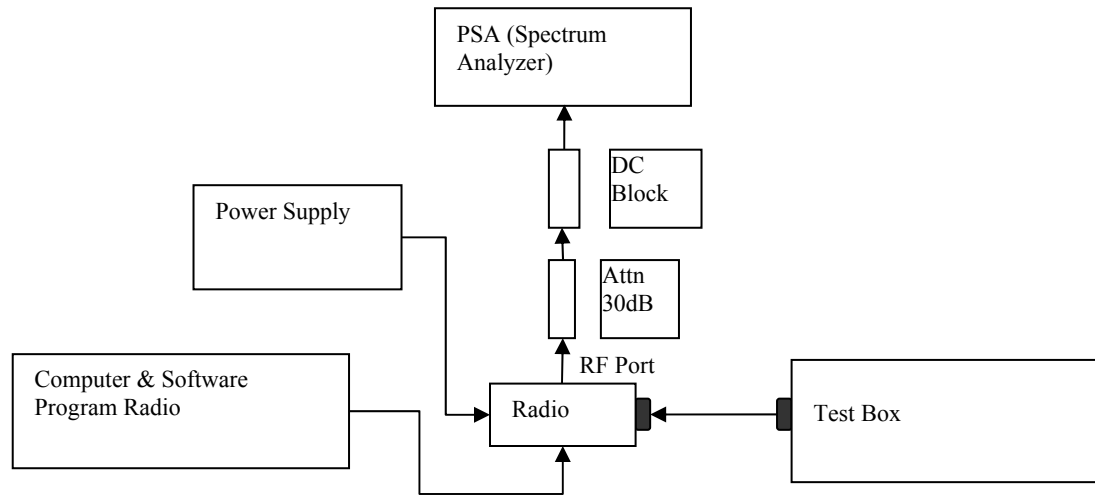 PSA (Spectrum
Analyzer)
DC
Block
Power Supply
Attn
30dB
RF Port
Computer & Software
Program Radio
Radio
Test Box